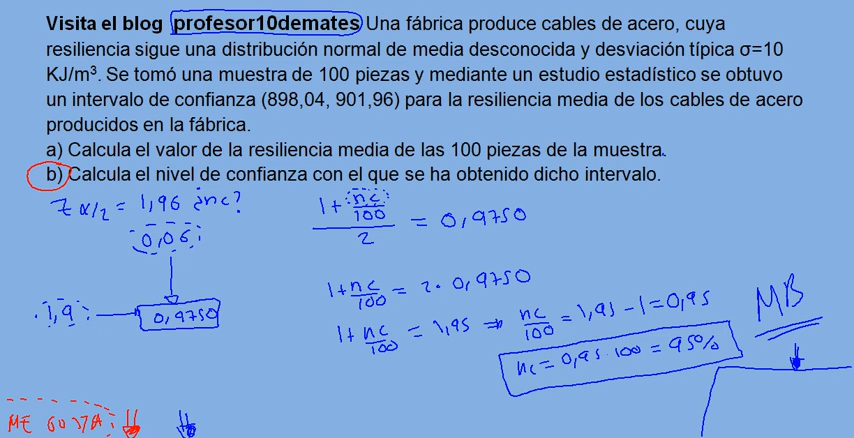 Visita el blog profesor10demates Una fábrica produce cables de acero, cuya
resiliencia sigue una distribución normal de media desconocida y desviación típica σ=10
KJ/m³. Se tomó una muestra de 100 piezas y mediante un estudio estadístico se obtuvo
un intervalo de confianza (898,04, 901,96) para la resiliencia media de los cables de acero
producidos en la fábrica.
a) Calcula el valor de la resiliencia media de las 100 piezas de la muestra.
b) Calcula el nivel de confianza con el que se ha obtenido dicho intervalo.
Z α/2 = 1,96 ¿nc?
0,06
1,9 → 0,9750
(1 + nc/100)/2 = 0,9750
1 + nc/100 = 2 · 0,9750
1 + nc/100 = 1,95 ⇒ nc/100 = 1,95 - 1 = 0,95
nc = 0,95 · 100 = 95%
MB
ME GUSTA